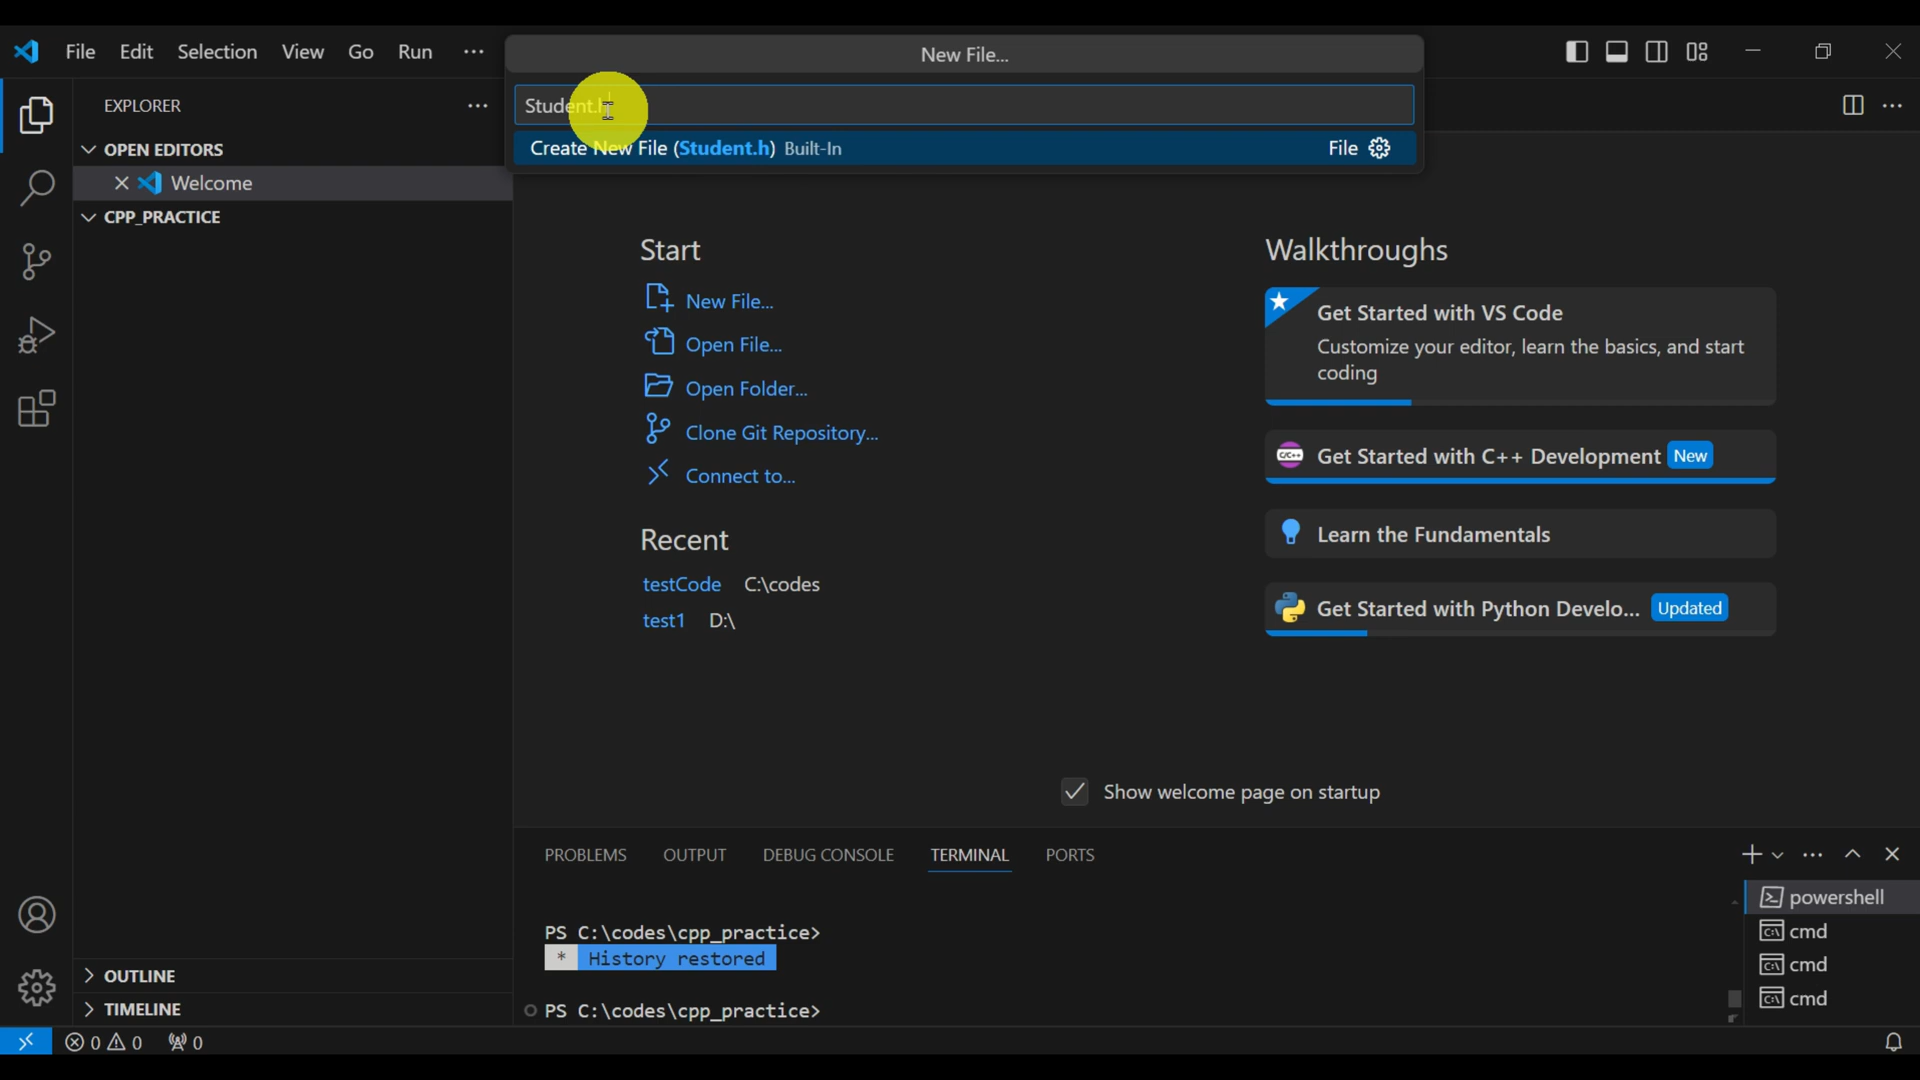 File Edit Selection View Go Run ...
New File...
Student.h
Create New File (Student.h) Built-In File
EXPLORER
OPEN EDITORS
Welcome
CPP_PRACTICE
Start
New File...
Open File...
Open Folder...
Clone Git Repository...
Connect to...
Recent
testCode C:\codes
test1 D:\
Walkthroughs
Get Started with VS Code
Customize your editor, learn the basics, and start
coding
Get Started with C++ Development New
Learn the Fundamentals
Get Started with Python Develo... Updated
Show welcome page on startup
PROBLEMS OUTPUT DEBUG CONSOLE TERMINAL PORTS
PS C:\codes\cpp_practice>
* History restored
PS C:\codes\cpp_practice>
powershell
cmd
cmd
cmd
OUTLINE
TIMELINE
0 0 0